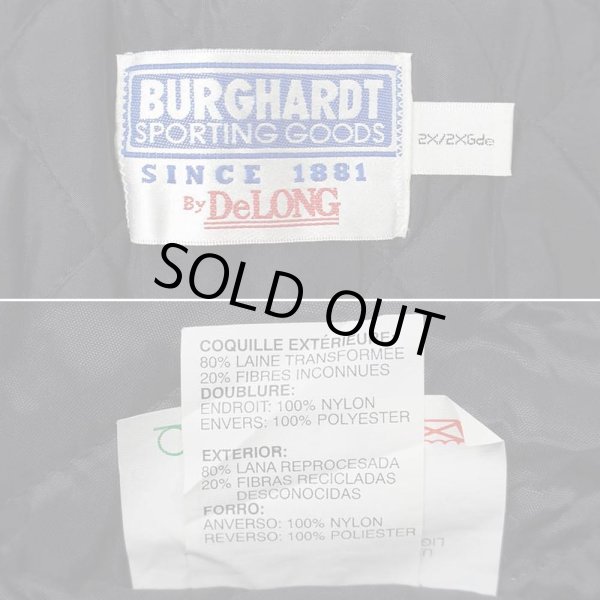 BURGHARDT
SPORTING GOODS
SINCE 1881
By DeLONG
2X/2XGde
SOLD OUT
COQUILLE EXTÉRIEURE:
80% LAINE TRANSFORMÉE
20% FIBRES INCONNUES
DOUBLURE:
ENDROIT: 100% NYLON
ENVERS: 100% POLYESTER
EXTERIOR:
80% LANA REPROCESADA
20% FIBRAS RECICLADAS
DESCONOCIDAS
FORRO:
ANVERSO: 100% NYLON
REVERSO: 100% POLIESTER